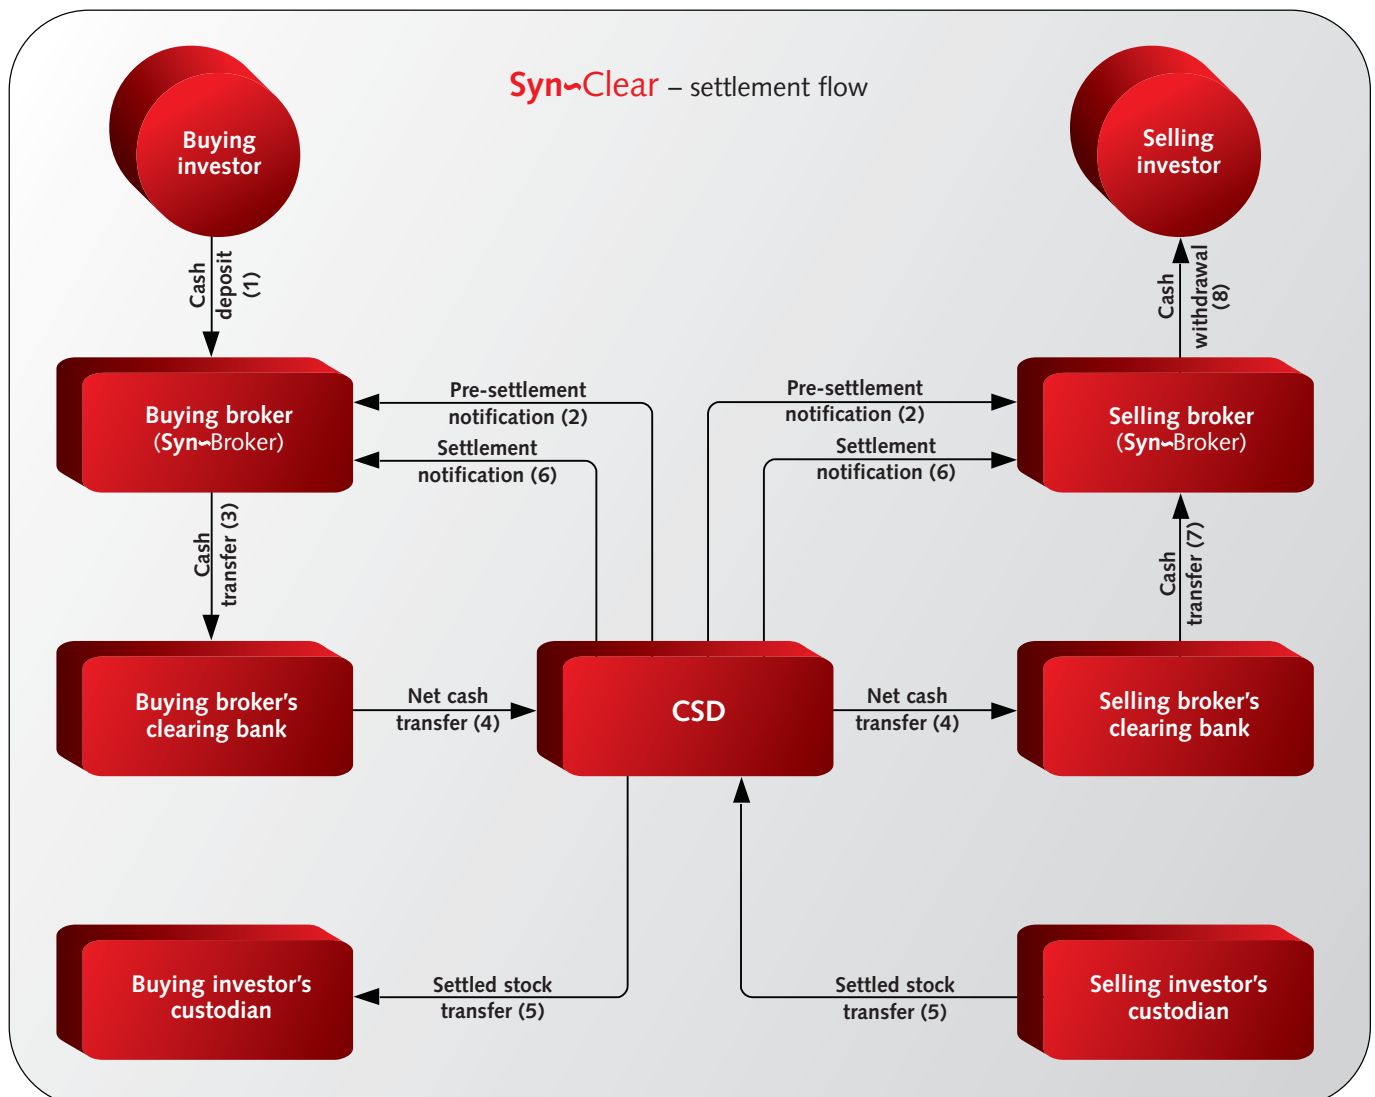 Syn~Clear – settlement flow
Buying
investor
Selling
investor
Cash
deposit
(1)
Cash
withdrawal
(8)
Buying broker
(Syn~Broker)
Pre-settlement
notification (2)
Settlement
notification (6)
Pre-settlement
notification (2)
Settlement
notification (6)
Selling broker
(Syn~Broker)
Cash
transfer (3)
Cash
transfer (7)
Buying broker's
clearing bank
Net cash
transfer (4)
CSD
Net cash
transfer (4)
Selling broker's
clearing bank
Buying investor's
custodian
Settled stock
transfer (5)
Settled stock
transfer (5)
Selling investor's
custodian